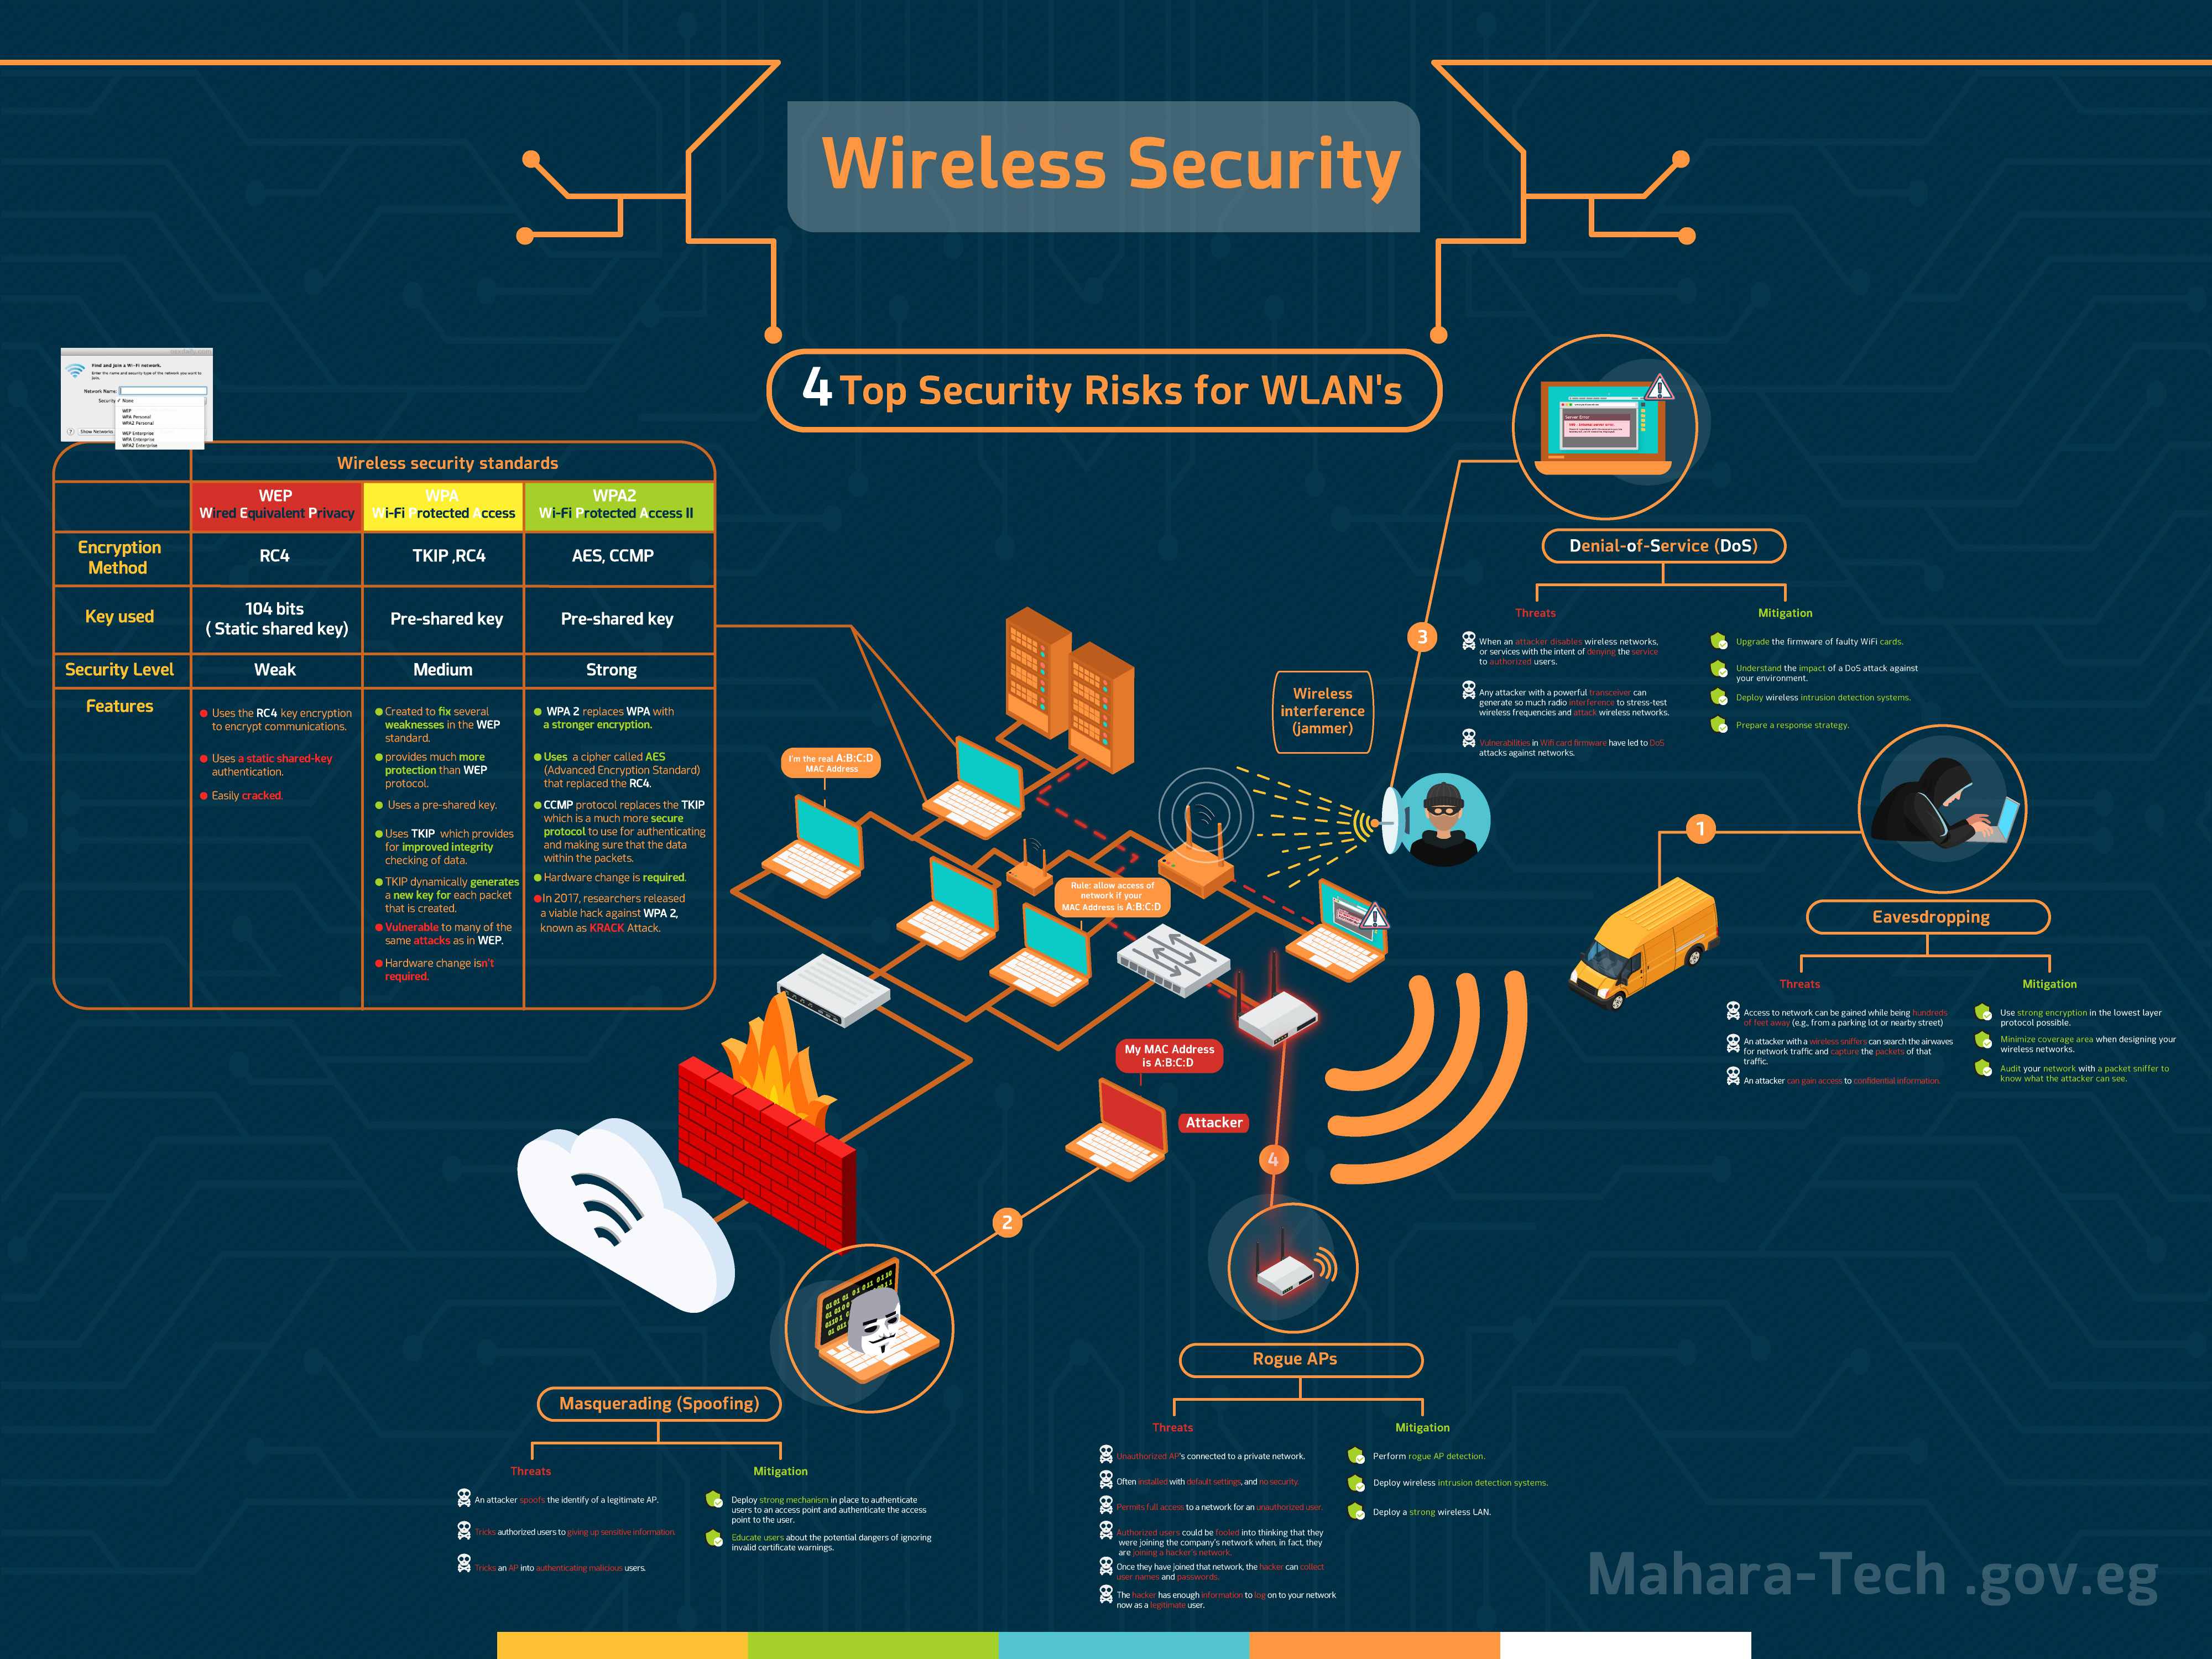 Wireless Security
4 Top Security Risks for WLAN's
Find and join a Wi-Fi network.
Enter the name and security type of the network you want to
join.
Network Name:
Security ✓ None
WEP
WPA Personal
WPA2 Personal
WEP Enterprise
WPA Enterprise
WPA2 Enterprise
? Show Networks
Wireless security standards
WEP
Wired Equivalent Privacy
WPA
Wi-Fi Protected Access
WPA2
Wi-Fi Protected Access II
Encryption
Method
RC4
TKIP ,RC4
AES, CCMP
Key used
104 bits
( Static shared key)
Pre-shared key
Pre-shared key
Security Level
Weak
Medium
Strong
Features
Uses the RC4 key encryption
to encrypt communications.
Uses a static shared-key
authentication.
Easily cracked.
Created to fix several
weaknesses in the WEP
standard.
provides much more
protection than WEP
protocol.
Uses a pre-shared key.
Uses TKIP which provides
for improved integrity
checking of data.
TKIP dynamically generates
a new key for each packet
that is created.
Vulnerable to many of the
same attacks as in WEP.
Hardware change isn't
required.
WPA 2 replaces WPA with
a stronger encryption.
Uses a cipher called AES
(Advanced Encryption Standard)
that replaced the RC4.
CCMP protocol replaces the TKIP
which is a much more secure
protocol to use for authenticating
and making sure that the data
within the packets.
Hardware change is required.
In 2017, researchers released
a viable hack against WPA 2,
known as KRACK Attack.
I'm the real A:B:C:D
MAC Address
Rule: allow access of
network if your
MAC Address is A:B:C:D
My MAC Address
is A:B:C:D
Attacker
Wireless
interference
(jammer)
3
Server Error
Denial-of-Service (DoS)
Threats
When an attacker disables wireless networks,
or services with the intent of denying the service
to authorized users.
Any attacker with a powerful transceiver can
generate so much radio interference to stress-test
wireless frequencies and attack wireless networks.
Vulnerabilities in Wifi card firmware have led to DoS
attacks against networks.
Mitigation
Upgrade the firmware of faulty WiFi cards.
Understand the impact of a DoS attack against
your environment.
Deploy wireless intrusion detection systems.
Prepare a response strategy.
1
Eavesdropping
Threats
Access to network can be gained while being hundreds
of feet away (e.g., from a parking lot or nearby street)
An attacker with a wireless sniffers can search the airwaves
for network traffic and capture the packets of that
traffic.
An attacker can gain access to confidential information.
Mitigation
Use strong encryption in the lowest layer
protocol possible.
Minimize coverage area when designing your
wireless networks.
Audit your network with a packet sniffer to
know what the attacker can see.
2
Masquerading (Spoofing)
Threats
An attacker spoofs the identify of a legitimate AP.
Tricks authorized users to giving up sensitive information.
Tricks an AP into authenticating malicious users.
Mitigation
Deploy strong mechanism in place to authenticate
users to an access point and authenticate the access
point to the user.
Educate users about the potential dangers of ignoring
invalid certificate warnings.
4
Rogue APs
Threats
Unauthorized AP's connected to a private network.
Often installed with default settings, and no security.
Permits full access to a network for an unauthorized user.
Authorized users could be fooled into thinking that they
were joining the company's network when, in fact, they
are joining a hacker's network.
Once they have joined that network, the hacker can collect
user names and passwords.
The hacker has enough information to log on to your network
now as a legitimate user.
Mitigation
Perform rogue AP detection.
Deploy wireless intrusion detection systems.
Deploy a strong wireless LAN.
Mahara-Tech .gov.eg